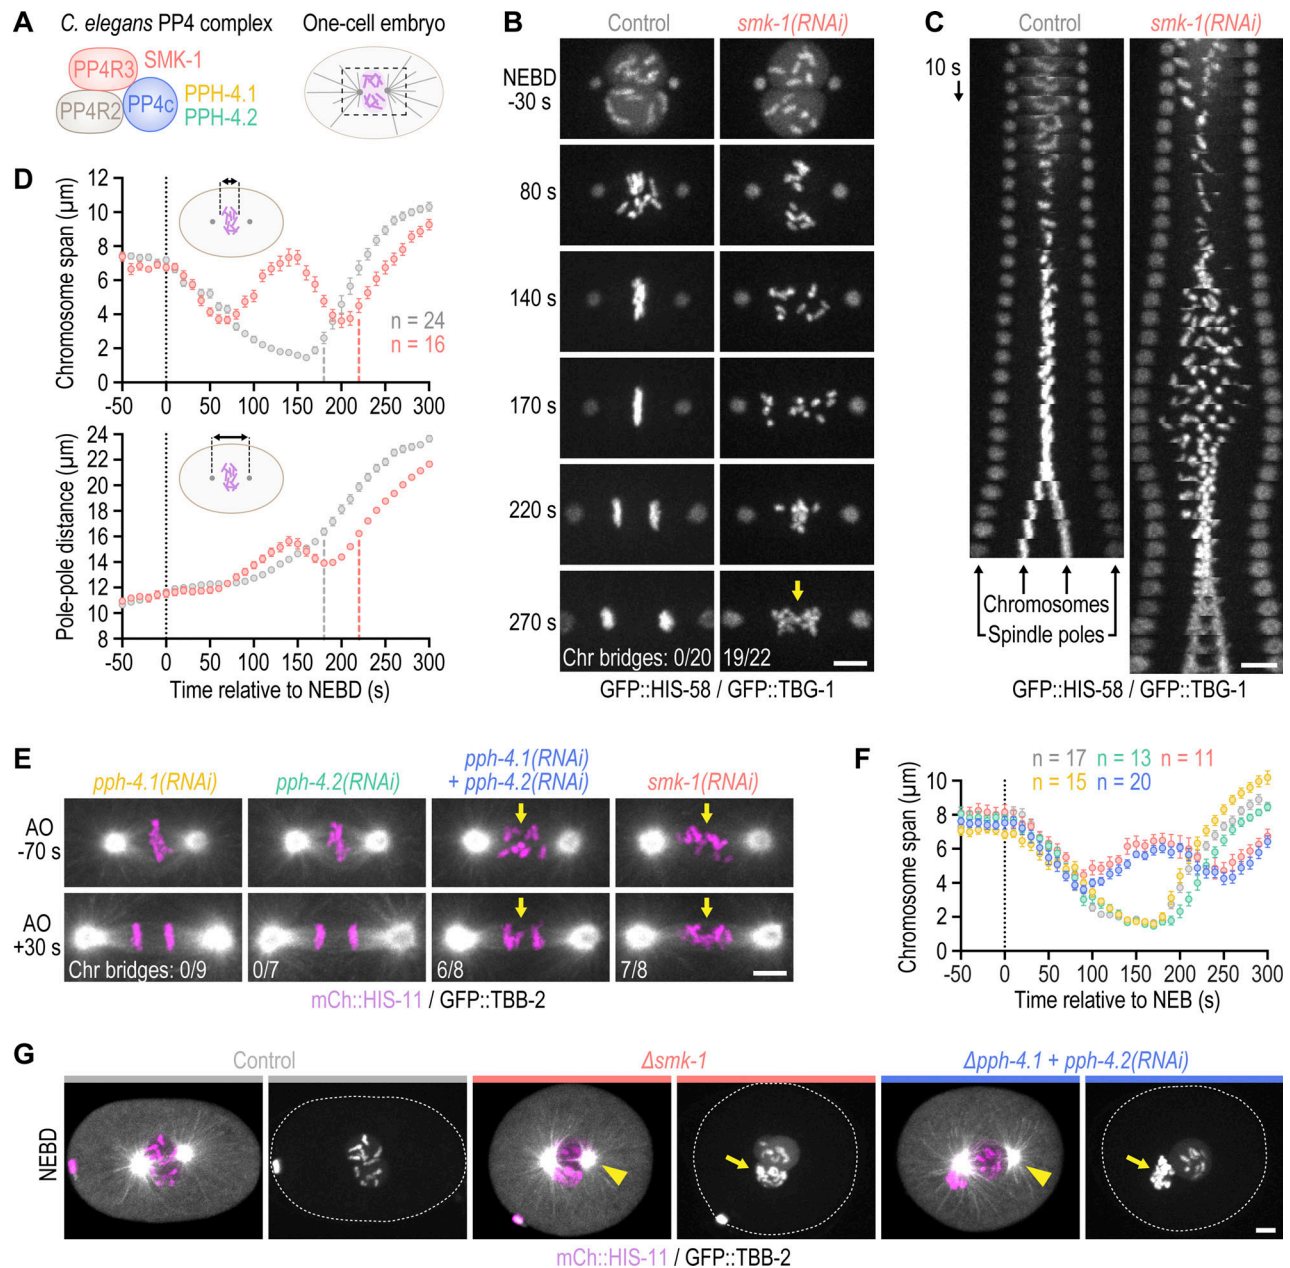 A
C. elegans PP4 complex
One-cell embryo
PP4R3
SMK-1
PP4R2
PP4c
PPH-4.1
PPH-4.2
B
Control
smk-1(RNAi)
NEBD
-30 s
80 s
140 s
170 s
220 s
270 s
Chr bridges: 0/20
19/22
GFP::HIS-58 / GFP::TBG-1
C
Control
smk-1(RNAi)
10 s
Chromosomes
Spindle poles
GFP::HIS-58 / GFP::TBG-1
D
Chromosome span (µm)
12
10
8
6
4
2
0
n = 24
n = 16
-50 0 50 100 150 200 250 300
Pole-pole distance (µm)
24
22
20
18
16
14
12
10
8
-50 0 50 100 150 200 250 300
Time relative to NEBD (s)
E
pph-4.1(RNAi)
pph-4.2(RNAi)
pph-4.1(RNAi)
+ pph-4.2(RNAi)
smk-1(RNAi)
AO
-70 s
AO
+30 s
Chr bridges: 0/9
0/7
6/8
7/8
mCh::HIS-11 / GFP::TBB-2
F
n = 17 n = 13 n = 11
n = 15 n = 20
Chromosome span (µm)
10
8
6
4
2
0
-50 0 50 100 150 200 250 300
Time relative to NEB (s)
G
Control
Δsmk-1
Δpph-4.1 + pph-4.2(RNAi)
NEBD
mCh::HIS-11 / GFP::TBB-2